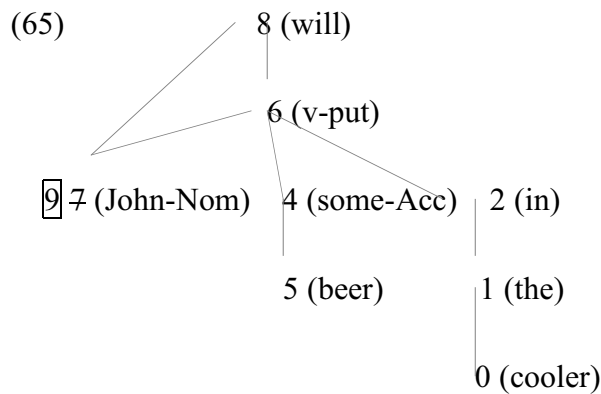 (65) 8 (will)
6 (v-put)
9 7 (John-Nom) 4 (some-Acc) 2 (in)
5 (beer) 1 (the)
0 (cooler)